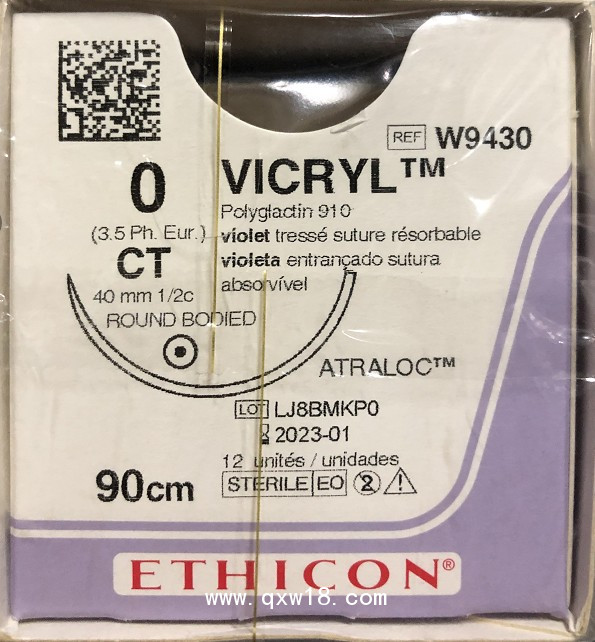 REF W9430
0 VICRYL™
Polyglactin 910
(3.5 Ph. Eur.) violet tressé suture résorbable
CT violeta entrançado sutura
absorvível
40 mm 1/2c
ROUND BODIED
ATRALOC™
LOT LJ8BMKP0
2023-01
12 unités / unidades
90cm STERILE EO 2
ETHICON®
www.qxw18.com